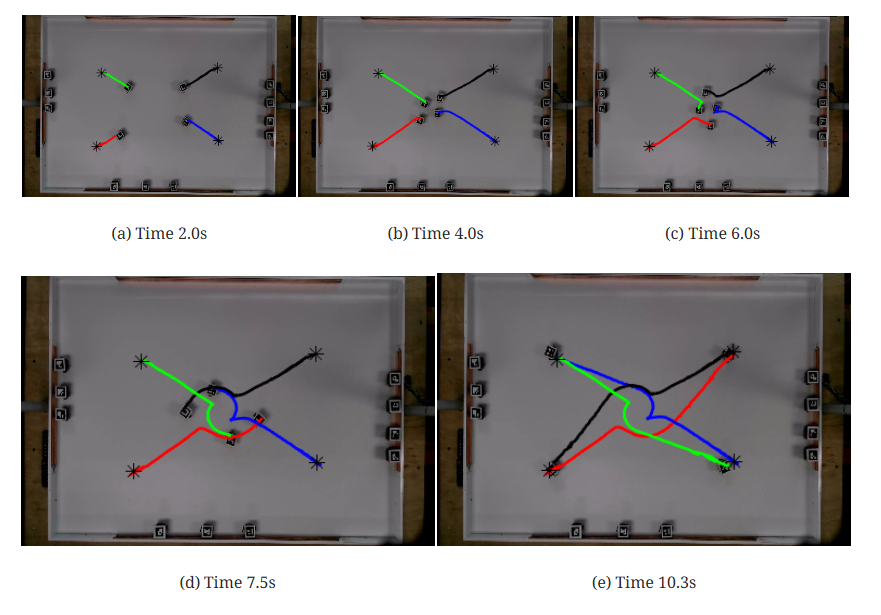 (a) Time 2.0s
(b) Time 4.0s
(c) Time 6.0s
(d) Time 7.5s
(e) Time 10.3s